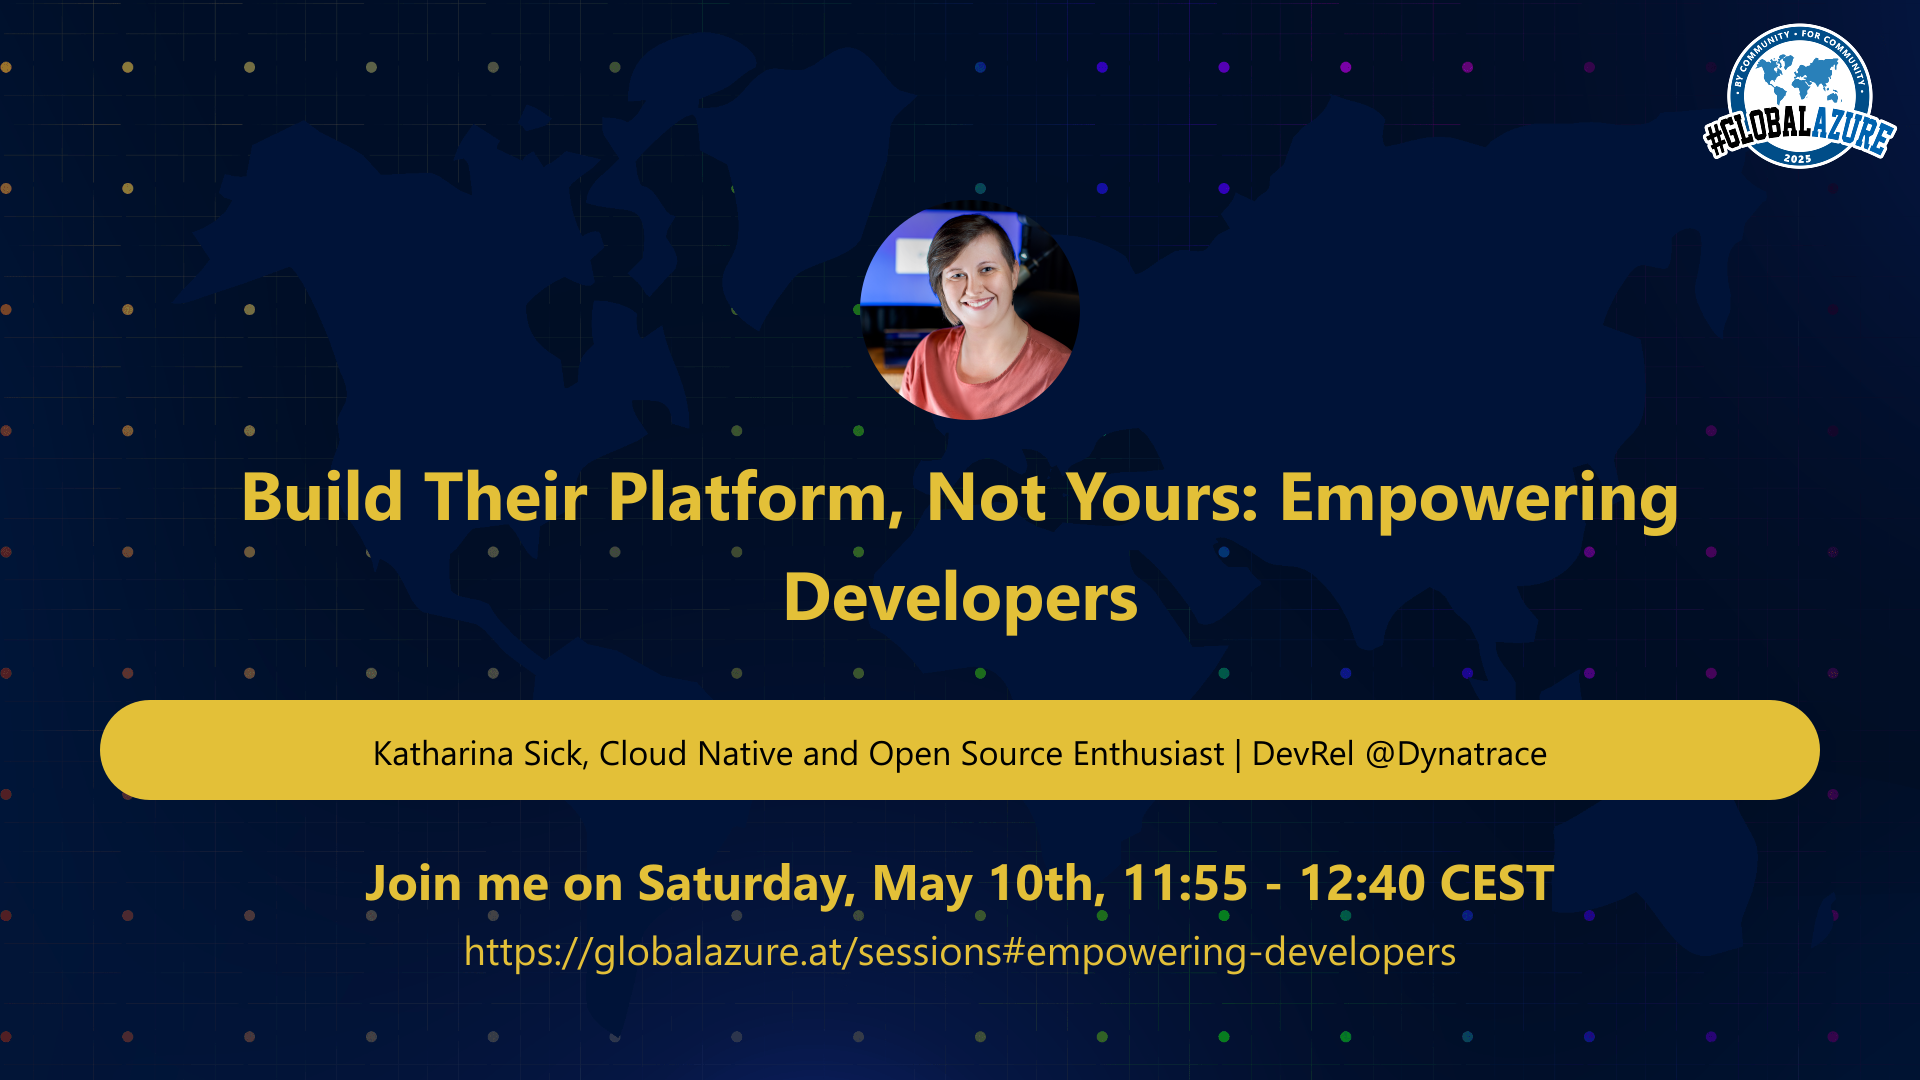 • BY COMMUNITY • FOR COMMUNITY •
#GLOBALAZURE
2025
Build Their Platform, Not Yours: Empowering
Developers
Katharina Sick, Cloud Native and Open Source Enthusiast | DevRel @Dynatrace
Join me on Saturday, May 10th, 11:55 - 12:40 CEST
https://globalazure.at/sessions#empowering-developers